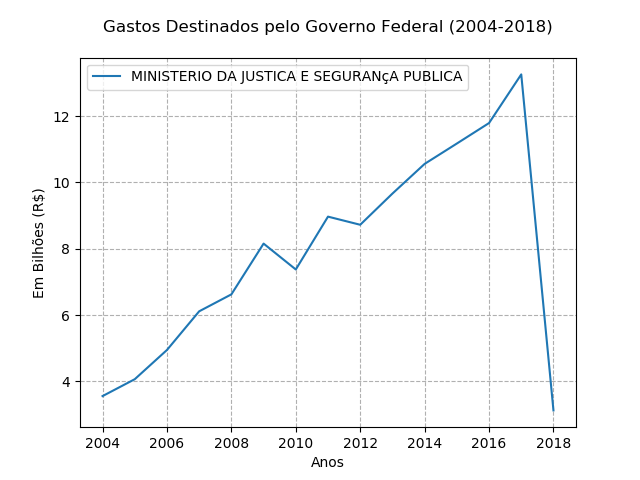 Gastos Destinados pelo Governo Federal (2004-2018)
MINISTERIO DA JUSTICA E SEGURANçA PUBLICA
12
10
8
6
4
Em Bilhões (R$)
2004 2006 2008 2010 2012 2014 2016 2018
Anos